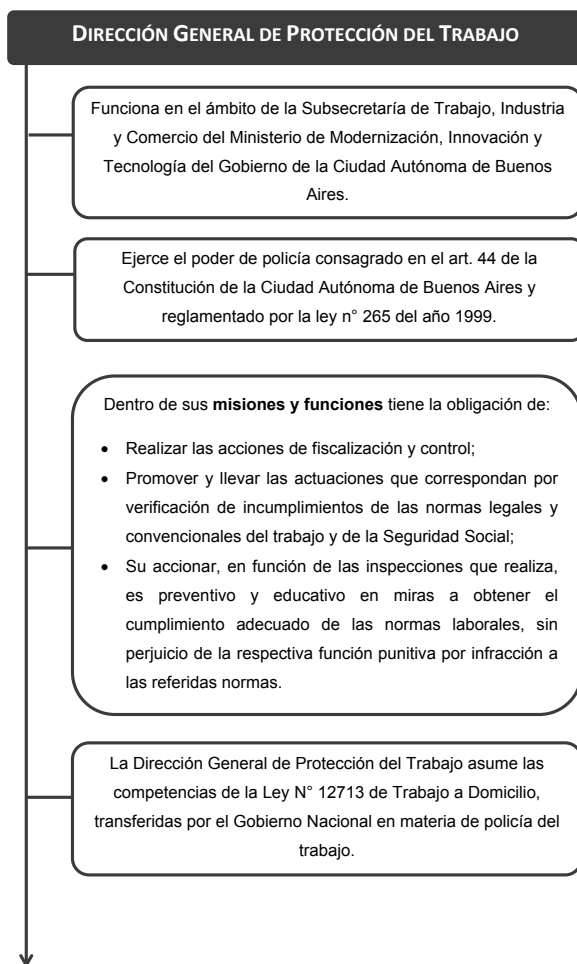 DIRECCIÓN GENERAL DE PROTECCIÓN DEL TRABAJO
Funciona en el ámbito de la Subsecretaría de Trabajo, Industria
y Comercio del Ministerio de Modernización, Innovación y
Tecnología del Gobierno de la Ciudad Autónoma de Buenos
Aires.
Ejerce el poder de policía consagrado en el art. 44 de la
Constitución de la Ciudad Autónoma de Buenos Aires y
reglamentado por la ley n° 265 del año 1999.
Dentro de sus misiones y funciones tiene la obligación de:
• Realizar las acciones de fiscalización y control;
• Promover y llevar las actuaciones que correspondan por
verificación de incumplimientos de las normas legales y
convencionales del trabajo y de la Seguridad Social;
• Su accionar, en función de las inspecciones que realiza,
es preventivo y educativo en miras a obtener el
cumplimiento adecuado de las normas laborales, sin
perjuicio de la respectiva función punitiva por infracción a
las referidas normas.
La Dirección General de Protección del Trabajo asume las
competencias de la Ley N° 12713 de Trabajo a Domicilio,
transferidas por el Gobierno Nacional en materia de policía del
trabajo.